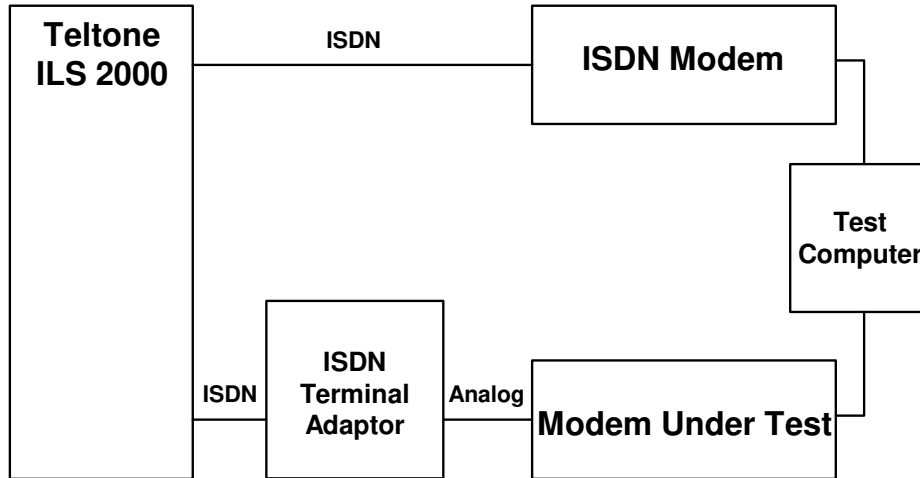 Teltone
ILS 2000
ISDN
ISDN Modem
Test
Computer
ISDN
ISDN
Terminal
Adaptor
Analog
Modem Under Test